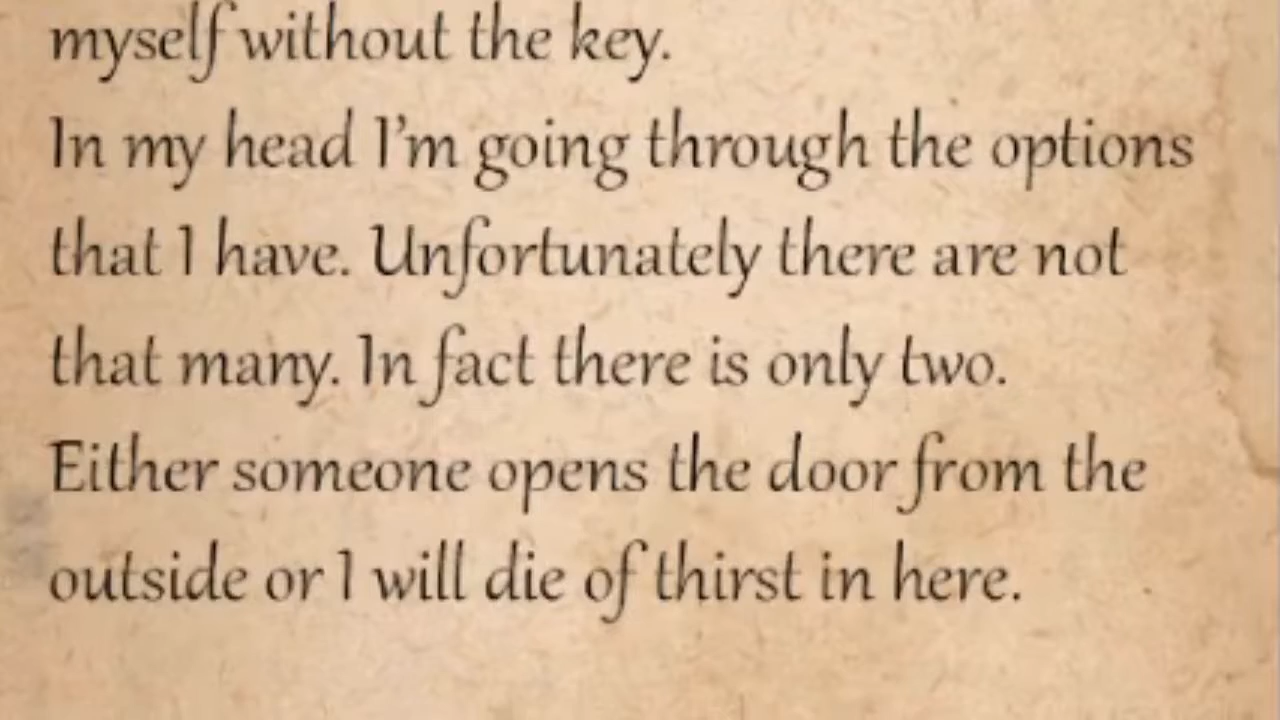 myself without the key.
In my head I'm going through the options
that I have. Unfortunately there are not
that many. In fact there is only two.
Either someone opens the door from the
outside or I will die of thirst in here.